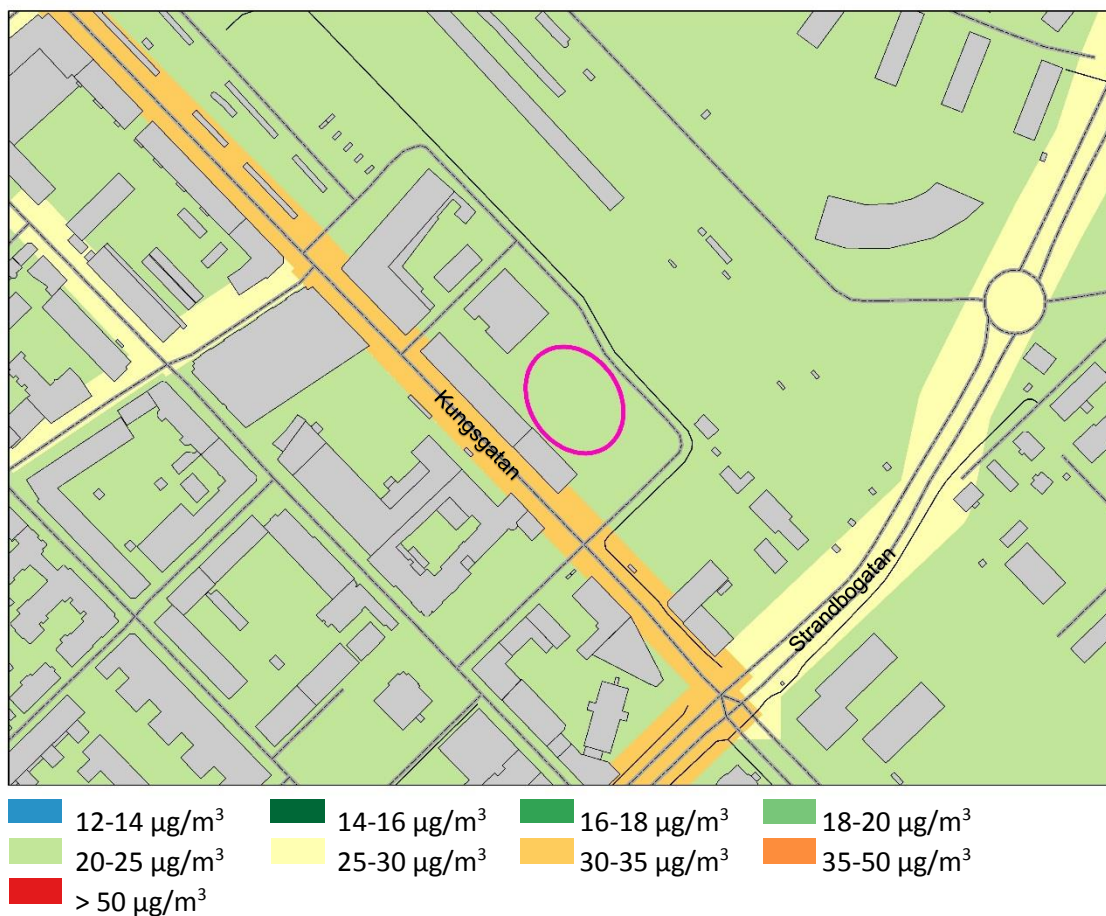 Kungsgatan
Strandbogatan
12-14 µg/m³ 14-16 µg/m³ 16-18 µg/m³ 18-20 µg/m³
20-25 µg/m³ 25-30 µg/m³ 30-35 µg/m³ 35-50 µg/m³
> 50 µg/m³